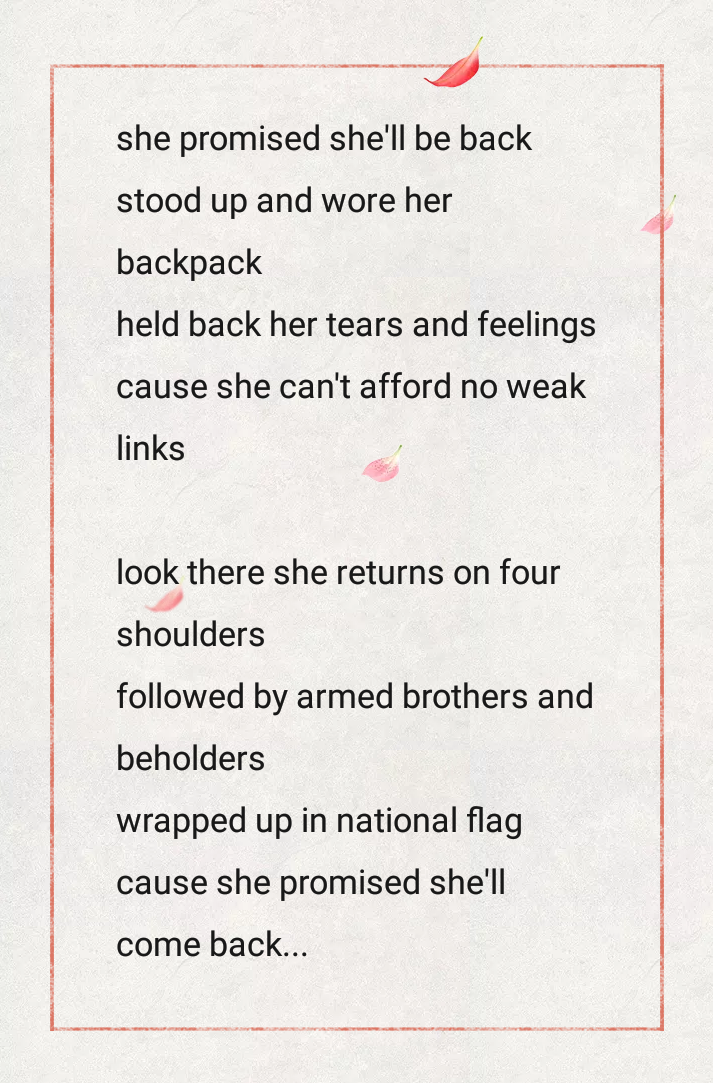 she promised she'll be back
stood up and wore her
backpack
held back her tears and feelings
cause she can't afford no weak
links
look there she returns on four
shoulders
followed by armed brothers and
beholders
wrapped up in national flag
cause she promised she'll
come back...